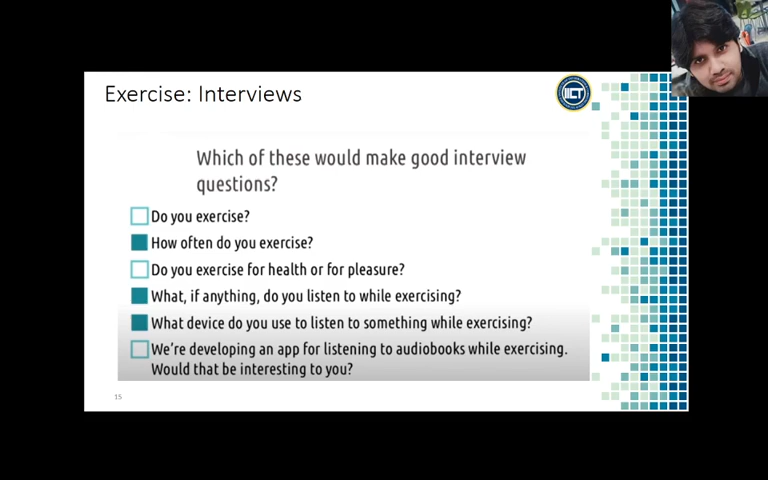 Exercise: Interviews
IICT
Which of these would make good interview
questions?
Do you exercise?
How often do you exercise?
Do you exercise for health or for pleasure?
What, if anything, do you listen to while exercising?
What device do you use to listen to something while exercising?
We're developing an app for listening to audiobooks while exercising.
Would that be interesting to you?
15